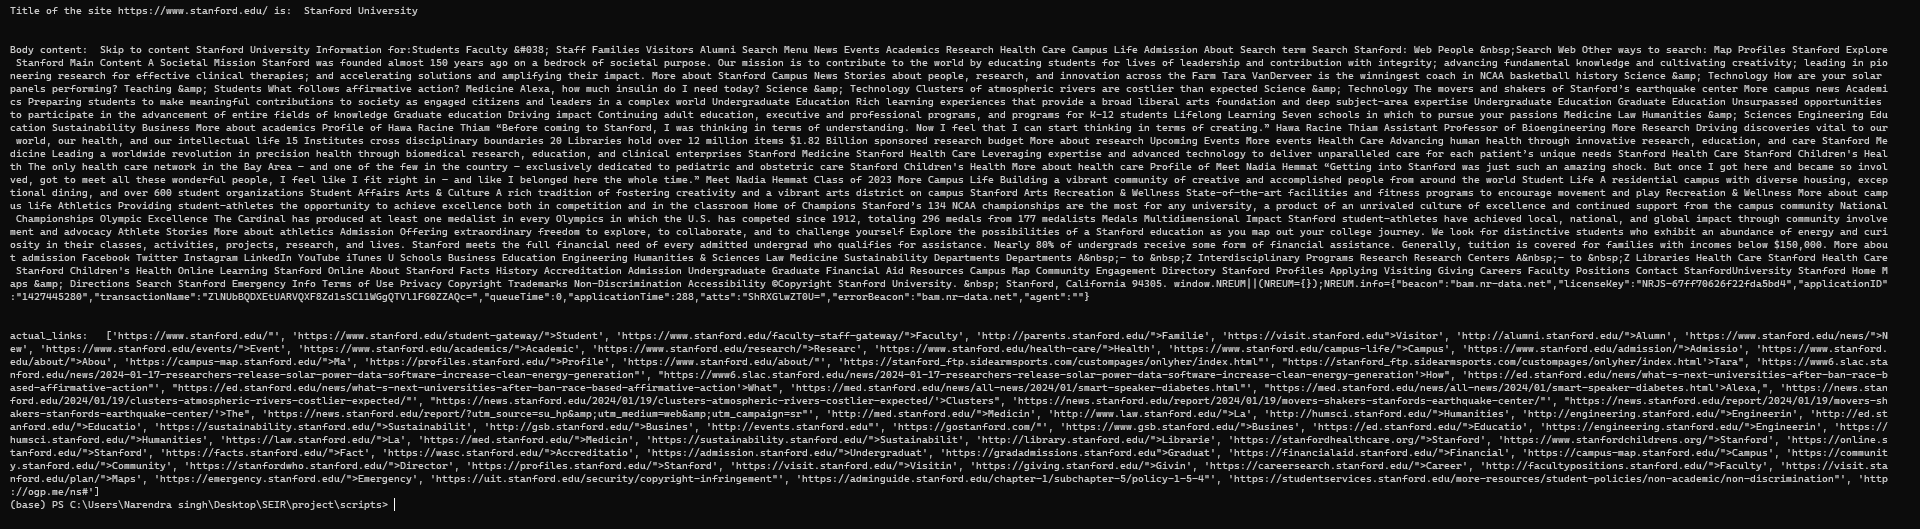 Title of the site https://www.stanford.edu/ is:  Stanford University
Body content:  Skip to content Stanford University Information for:Students Faculty &#038; Staff Families Visitors Alumni Search Menu News Events Academics Research Health Care Campus Life Admission About Search term Search Stanford: Web People &nbsp;Search Web Other ways to search: Map Profiles Stanford Explore
Stanford Main Content A Societal Mission Stanford was founded almost 150 years ago on a bedrock of societal purpose. Our mission is to contribute to the world by educating students for lives of leadership and contribution with integrity; advancing fundamental knowledge and cultivating creativity; leading in pio
neering research for effective clinical therapies; and accelerating solutions and amplifying their impact. More about Stanford Campus News Stories about people, research, and innovation across the Farm Tara VanDerveer is the winningest coach in NCAA basketball history Science &amp; Technology How are your solar
panels performing? Teaching &amp; Students What follows affirmative action? Medicine Alexa, how much insulin do I need today? Science &amp; Technology Clusters of atmospheric rivers are costlier than expected Science &amp; Technology The movers and shakers of Stanford's earthquake center More campus news Academi
cs Preparing students to make meaningful contributions to society as engaged citizens and leaders in a complex world Undergraduate Education Rich learning experiences that provide a broad liberal arts foundation and deep subject-area expertise Undergraduate Education Graduate Education Unsurpassed opportunities
to participate in the advancement of entire fields of knowledge Graduate education Driving impact Continuing adult education, executive and professional programs, and programs for K-12 students Lifelong Learning Seven schools in which to pursue your passions Medicine Law Humanities &amp; Sciences Engineering Edu
cation Sustainability Business More about academics Profile of Hawa Racine Thiam “Before coming to Stanford, I was thinking in terms of understanding. Now I feel that I can start thinking in terms of creating.” Hawa Racine Thiam Assistant Professor of Bioengineering More Research Driving discoveries vital to our
world, our health, and our intellectual life 15 Institutes cross disciplinary boundaries 20 Libraries hold over 12 million items $1.82 Billion sponsored research budget More about research Upcoming Events More events Health Care Advancing human health through innovative research, education, and care Stanford Me
dicine Leading a worldwide revolution in precision health through biomedical research, education, and clinical enterprises Stanford Medicine Stanford Health Care Leveraging expertise and advanced technology to deliver unparalleled care for each patient's unique needs Stanford Health Care Stanford Children's Heal
th The only health care network in the Bay Area – and one of the few in the country – exclusively dedicated to pediatric and obstetric care Stanford Children's Health More about health care Profile of Meet Nadia Hemmat “Getting into Stanford was just such an amazing shock. But once I got here and became so invol
ved, got to meet all these wonderful people, I feel like I fit right in – and like I belonged here the whole time.” Meet Nadia Hemmat Class of 2023 More Campus Life Building a vibrant community of creative and accomplished people from around the world Student Life A residential campus with diverse housing, excep
tional dining, and over 600 student organizations Student Affairs Arts & Culture A rich tradition of fostering creativity and a vibrant arts district on campus Stanford Arts Recreation & Wellness State-of-the-art facilities and fitness programs to encourage movement and play Recreation & Wellness More about camp
us life Athletics Providing student-athletes the opportunity to achieve excellence both in competition and in the classroom Home of Champions Stanford's 134 NCAA championships are the most for any university, a product of an unrivaled culture of excellence and continued support from the campus community National
Championships Olympic Excellence The Cardinal has produced at least one medalist in every Olympics in which the U.S. has competed since 1912, totaling 296 medals from 177 medalists Medals Multidimensional Impact Stanford student-athletes have achieved local, national, and global impact through community involve
ment and advocacy Athlete Stories More about athletics Admission Offering extraordinary freedom to explore, to collaborate, and to challenge yourself Explore the possibilities of a Stanford education as you map out your college journey. We look for distinctive students who exhibit an abundance of energy and curi
osity in their classes, activities, projects, research, and lives. Stanford meets the full financial need of every admitted undergrad who qualifies for assistance. Nearly 80% of undergrads receive some form of financial assistance. Generally, tuition is covered for families with incomes below $150,000. More abou
t admission Facebook Twitter Instagram LinkedIn YouTube iTunes U Schools Business Education Engineering Humanities & Sciences Law Medicine Sustainability Departments Departments A&nbsp;– to &nbsp;Z Interdisciplinary Programs Research Research Centers A&nbsp;– to &nbsp;Z Libraries Health Care Stanford Health Care
Stanford Children's Health Online Learning Stanford Online About Stanford Facts History Accreditation Admission Undergraduate Graduate Financial Aid Resources Campus Map Community Engagement Directory Stanford Profiles Applying Visiting Giving Careers Faculty Positions Contact StanfordUniversity Stanford Home M
aps &amp; Directions Search Stanford Emergency Info Terms of Use Privacy Copyright Trademarks Non-Discrimination Accessibility ©Copyright Stanford University. &nbsp; Stanford, California 94305. window.NREUM||(NREUM={});NREUM.info={"beacon":"bam.nr-data.net","licenseKey":"NRJS-67ff70626f22fda5bd4","applicationID"
:"1427445280","transactionName":"ZlNUbBQDXEtUARVQXF8Zd1sSC11WGgQTVl1FG0ZZAQc=","queueTime":0,"applicationTime":288,"atts":"ShRXGlwZT0U=","errorBeacon":"bam.nr-data.net","agent":""}
actual_links:   ['https://www.stanford.edu/"', 'https://www.stanford.edu/student-gateway/">Student', 'https://www.stanford.edu/faculty-staff-gateway/">Faculty', 'http://parents.stanford.edu/">Familie', 'https://visit.stanford.edu">Visitor', 'http://alumni.stanford.edu/">Alumn', 'https://www.stanford.edu/news/">N
ew', 'https://www.stanford.edu/events/">Event', 'https://www.stanford.edu/academics/">Academic', 'https://www.stanford.edu/research/">Researc', 'https://www.stanford.edu/health-care/">Health', 'https://www.stanford.edu/campus-life/">Campus', 'https://www.stanford.edu/admission/">Admissio', 'https://www.stanford.
edu/about/">Abou', 'https://campus-map.stanford.edu/">Ma', 'https://profiles.stanford.edu/">Profile', 'https://www.stanford.edu/about/"', 'https://stanford_ftp.sidearmsports.com/custompages/onlyher/index.html"', "https://stanford_ftp.sidearmsports.com/custompages/onlyher/index.html'>Tara", 'https://www6.slac.sta
nford.edu/news/2024-01-17-researchers-release-solar-power-data-software-increase-clean-energy-generation"', "https://www6.slac.stanford.edu/news/2024-01-17-researchers-release-solar-power-data-software-increase-clean-energy-generation'>How", 'https://ed.stanford.edu/news/what-s-next-universities-after-ban-race-b
ased-affirmative-action"', "https://ed.stanford.edu/news/what-s-next-universities-after-ban-race-based-affirmative-action'>What", 'https://med.stanford.edu/news/all-news/2024/01/smart-speaker-diabetes.html"', "https://med.stanford.edu/news/all-news/2024/01/smart-speaker-diabetes.html'>Alexa,", 'https://news.stan
ford.edu/2024/01/19/clusters-atmospheric-rivers-costlier-expected/"', "https://news.stanford.edu/2024/01/19/clusters-atmospheric-rivers-costlier-expected/'>Clusters", 'https://news.stanford.edu/report/2024/01/19/movers-shakers-stanfords-earthquake-center/"', "https://news.stanford.edu/report/2024/01/19/movers-sh
akers-stanfords-earthquake-center/'>The", 'https://news.stanford.edu/report/?utm_source=su_hp&amp;utm_medium=web&amp;utm_campaign=sr"', 'http://med.stanford.edu/">Medicin', 'http://www.law.stanford.edu/">La', 'http://humsci.stanford.edu/">Humanities', 'http://engineering.stanford.edu/">Engineerin', 'http://ed.st
anford.edu/">Educatio', 'https://sustainability.stanford.edu/">Sustainabilit', 'http://gsb.stanford.edu/">Busines', 'http://events.stanford.edu"', 'https://gostanford.com/"', 'https://www.gsb.stanford.edu/">Busines', 'https://ed.stanford.edu/">Educatio', 'https://engineering.stanford.edu/">Engineerin', 'https://
humsci.stanford.edu/">Humanities', 'https://law.stanford.edu/">La', 'https://med.stanford.edu/">Medicin', 'https://sustainability.stanford.edu/">Sustainabilit', 'http://library.stanford.edu/">Librarie', 'https://stanfordhealthcare.org/">Stanford', 'https://www.stanfordchildrens.org/">Stanford', 'https://online.s
tanford.edu/">Stanford', 'https://facts.stanford.edu/">Fact', 'https://wasc.stanford.edu/">Accreditatio', 'https://admission.stanford.edu/">Undergraduat', 'https://gradadmissions.stanford.edu">Graduat', 'https://financialaid.stanford.edu/">Financial', 'https://campus-map.stanford.edu/">Campus', 'https://communit
y.stanford.edu/">Community', 'https://stanfordwho.stanford.edu/">Director', 'https://profiles.stanford.edu/">Stanford', 'https://visit.stanford.edu/">Visitin', 'https://giving.stanford.edu/">Givin', 'https://careersearch.stanford.edu/">Career', 'http://facultypositions.stanford.edu/">Faculty', 'https://visit.sta
nford.edu/plan/">Maps', 'https://emergency.stanford.edu/">Emergency', 'https://uit.stanford.edu/security/copyright-infringement"', 'https://adminguide.stanford.edu/chapter-1/subchapter-5/policy-1-5-4"', 'https://studentservices.stanford.edu/more-resources/student-policies/non-academic/non-discrimination"', 'http
://ogp.me/ns#']
(base) PS C:\Users\Narendra singh\Desktop\SEIR\project\scripts>